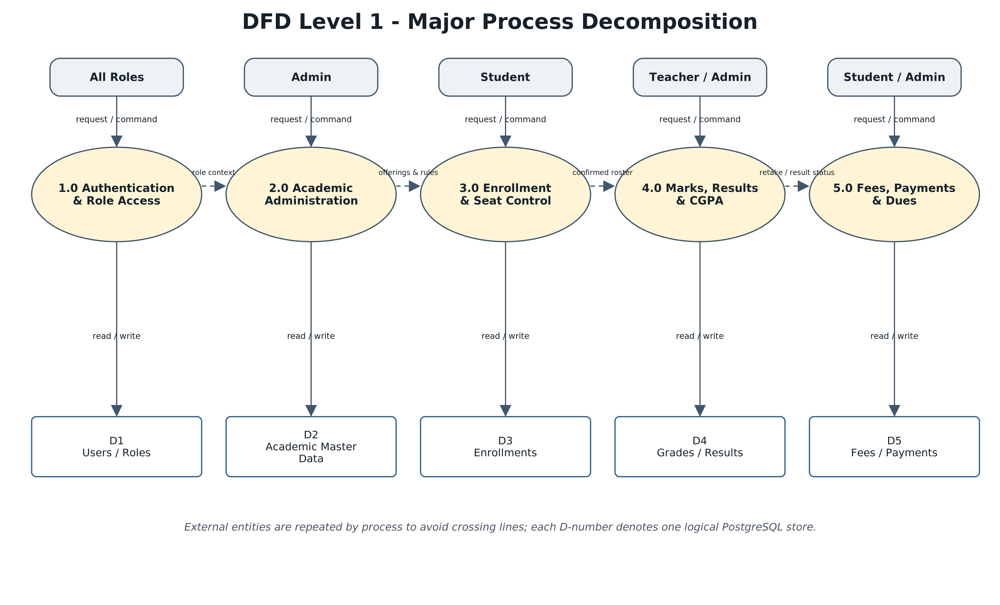 DFD Level 1 - Major Process Decomposition
All Roles
Admin
Student
Teacher / Admin
Student / Admin
request / command
request / command
request / command
request / command
request / command
role context
offerings & rules
confirmed roster
retake / result status
1.0 Authentication
& Role Access
2.0 Academic
Administration
3.0 Enrollment
& Seat Control
4.0 Marks, Results
& CGPA
5.0 Fees, Payments
& Dues
read / write
read / write
read / write
read / write
read / write
D1
Users / Roles
D2
Academic Master
Data
D3
Enrollments
D4
Grades / Results
D5
Fees / Payments
External entities are repeated by process to avoid crossing lines; each D-number denotes one logical PostgreSQL store.